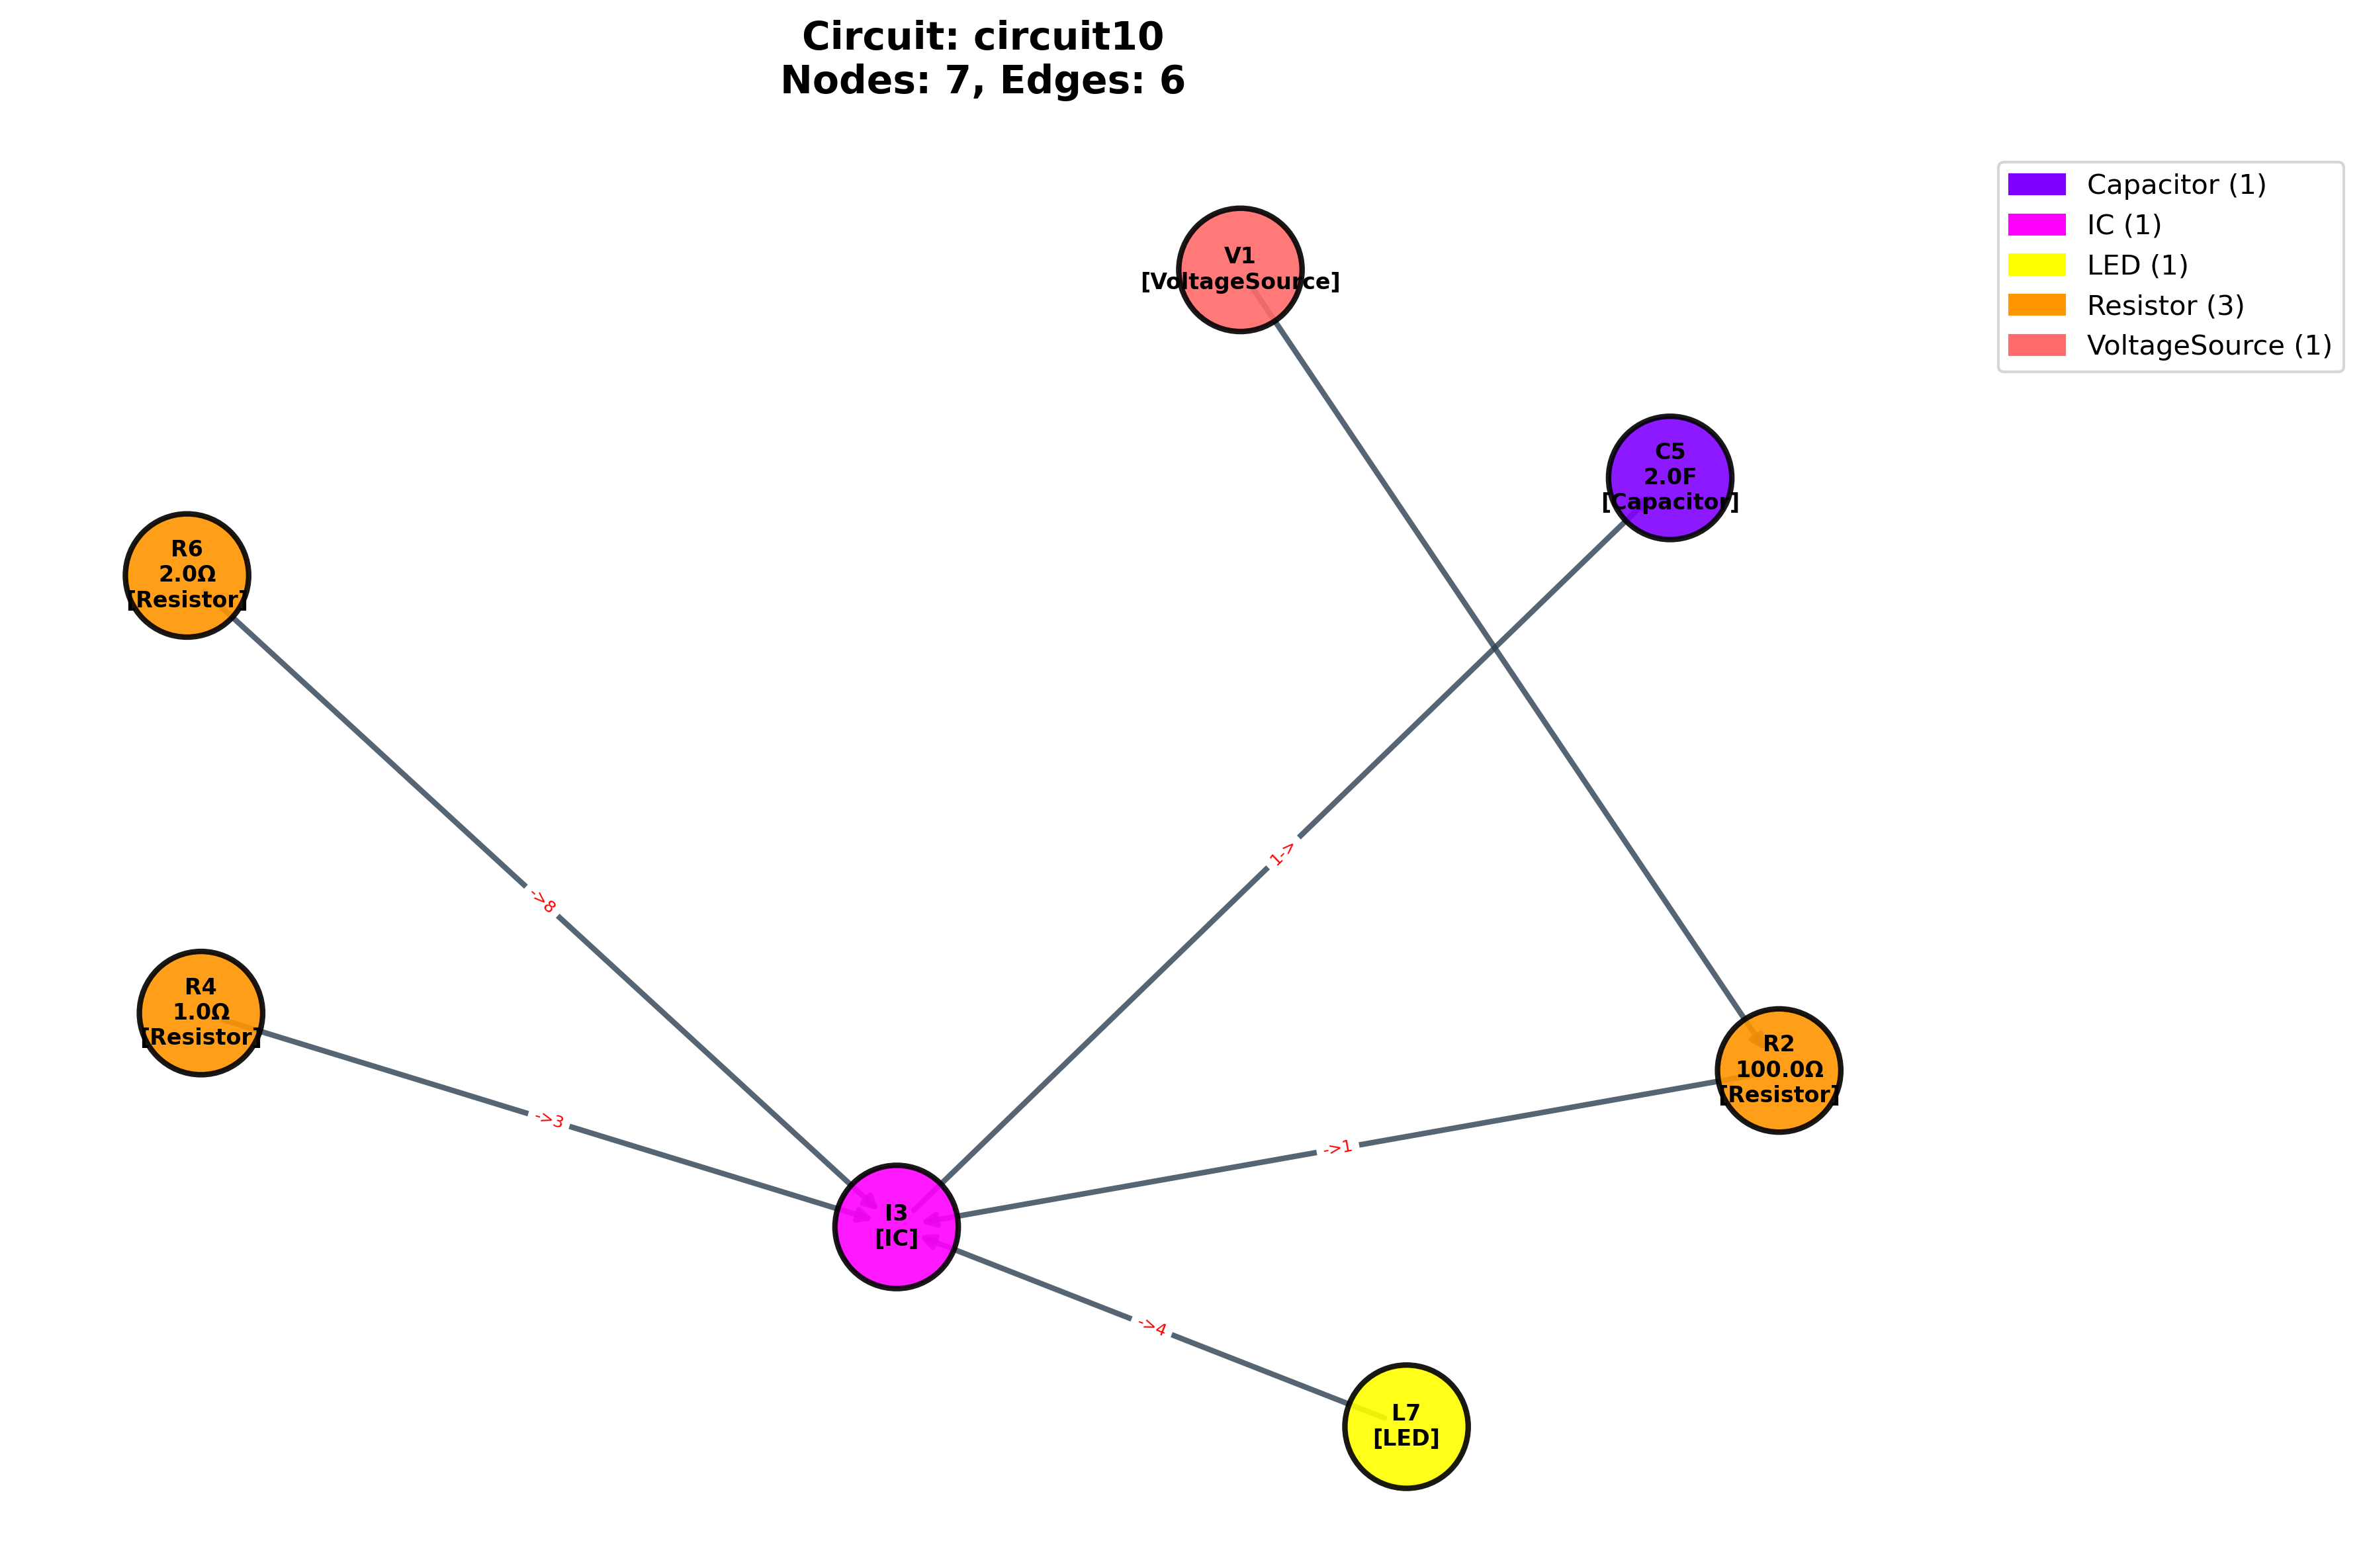 Circuit: circuit10
Nodes: 7, Edges: 6
Capacitor (1)
IC (1)
LED (1)
Resistor (3)
VoltageSource (1)
V1
[VoltageSource]
C5
2.0F
[Capacitor]
R6
2.0Ω
[Resistor]
1->
->8
R4
1.0Ω
[Resistor]
R2
100.0Ω
[Resistor]
->3
->1
I3
[IC]
->4
L7
[LED]